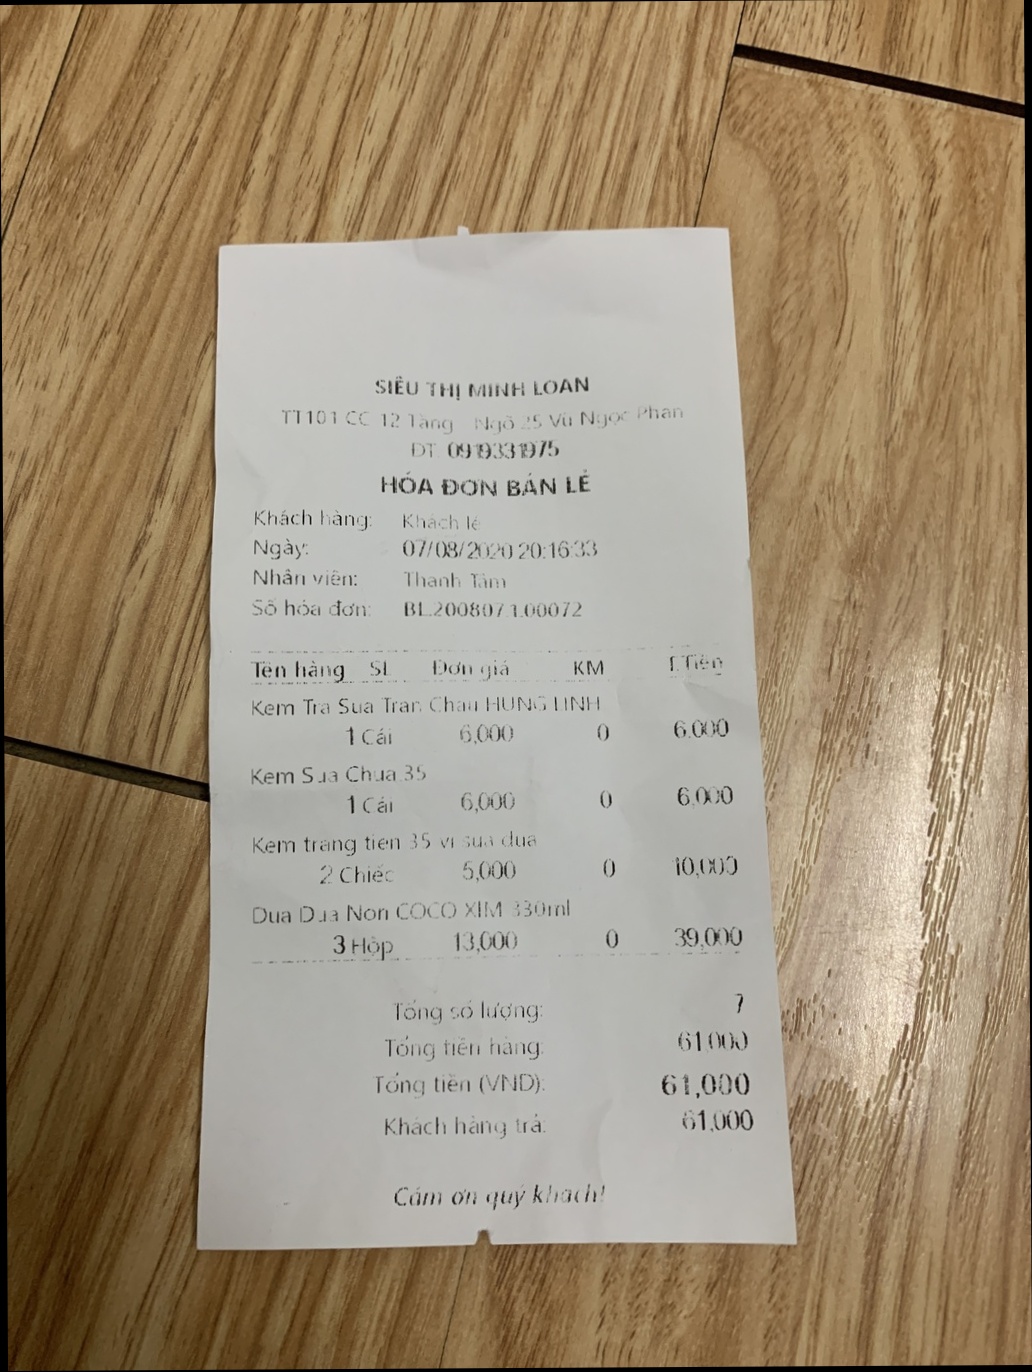 SIÊU THỊ MINH LOAN
TT101 CC 12 Tầng - Ngõ 25 Vũ Ngọc Phan
ĐT: 0919331975
HÓA ĐƠN BÁN LẺ
Khách hàng: Khách lẻ
Ngày: 07/08/2020 20:16:33
Nhân viên: Thanh Tâm
Số hóa đơn: BL.200807.1.00072
Tên hàng SL Đơn giá KM T.Tiền
Kem Tra Sua Tran Chau HUNG LINH
1 Cái 6,000 0 6,000
Kem Sua Chua.35
1 Cái 6,000 0 6,000
Kem trang tien 35 vi sua dua
2 Chiếc 5,000 0 10,000
Dua Dua Non COCO XIM 330ml
3 Hộp 13,000 0 39,000
Tổng số lượng: 7
Tổng tiền hàng: 61,000
Tổng tiền (VND): 61,000
Khách hàng trả: 61,000
Cảm ơn quý khách!